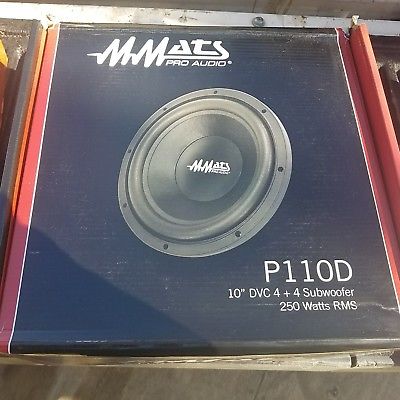 MMATS
PRO AUDIO®
MMATS
PRO AUDIO
P110D
10" DVC 4 + 4 Subwoofer
250 Watts RMS